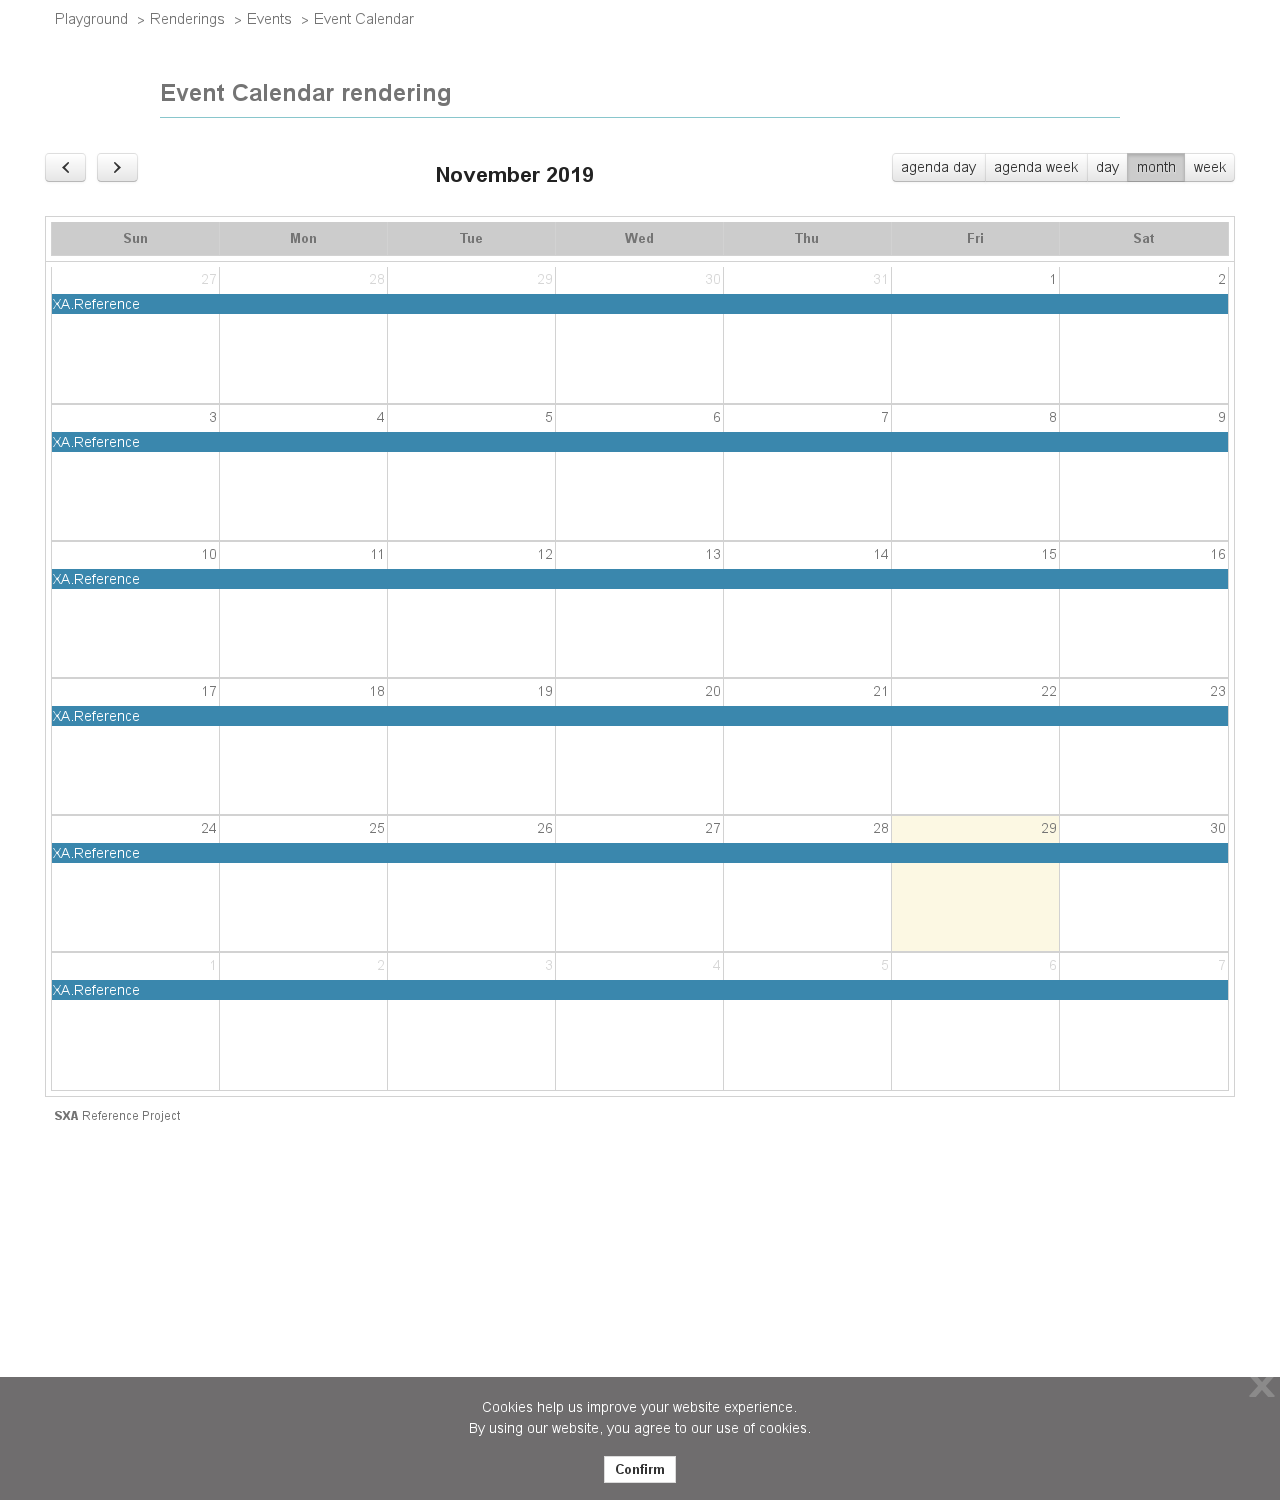 Playground > Renderings > Events > Event Calendar
Event Calendar rendering
November 2019
agenda day agenda week day month week
Sun Mon Tue Wed Thu Fri Sat
27 28 29 30 31 1 2
XA.Reference
3 4 5 6 7 8 9
XA.Reference
10 11 12 13 14 15 16
XA.Reference
17 18 19 20 21 22 23
XA.Reference
24 25 26 27 28 29 30
XA.Reference
1 2 3 4 5 6 7
XA.Reference
SXA Reference Project
Cookies help us improve your website experience.
By using our website, you agree to our use of cookies.
Confirm